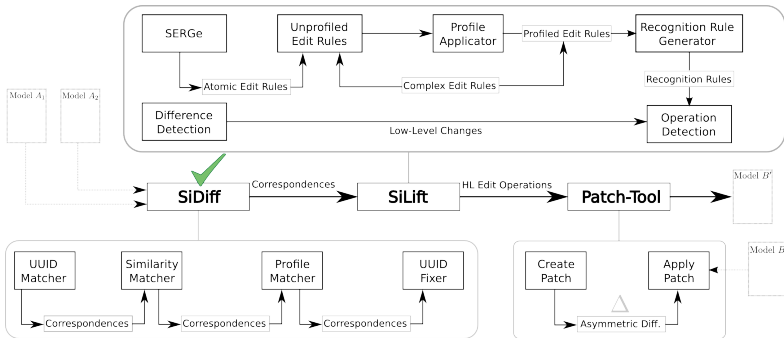 SERGe
Unprofiled
Edit Rules
Profile
Applicator
Profiled Edit Rules
Recognition Rule
Generator
Atomic Edit Rules
Complex Edit Rules
Recognition Rules
Model A₁
Model A₂
Difference
Detection
Low-Level Changes
Operation
Detection
SiDiff
Correspondences
SiLift
HL Edit Operations
Patch-Tool
Model B'
UUID
Matcher
Similarity
Matcher
Profile
Matcher
UUID
Fixer
Correspondences
Correspondences
Correspondences
Create
Patch
Apply
Patch
Δ
Asymmetric Diff.
Model B